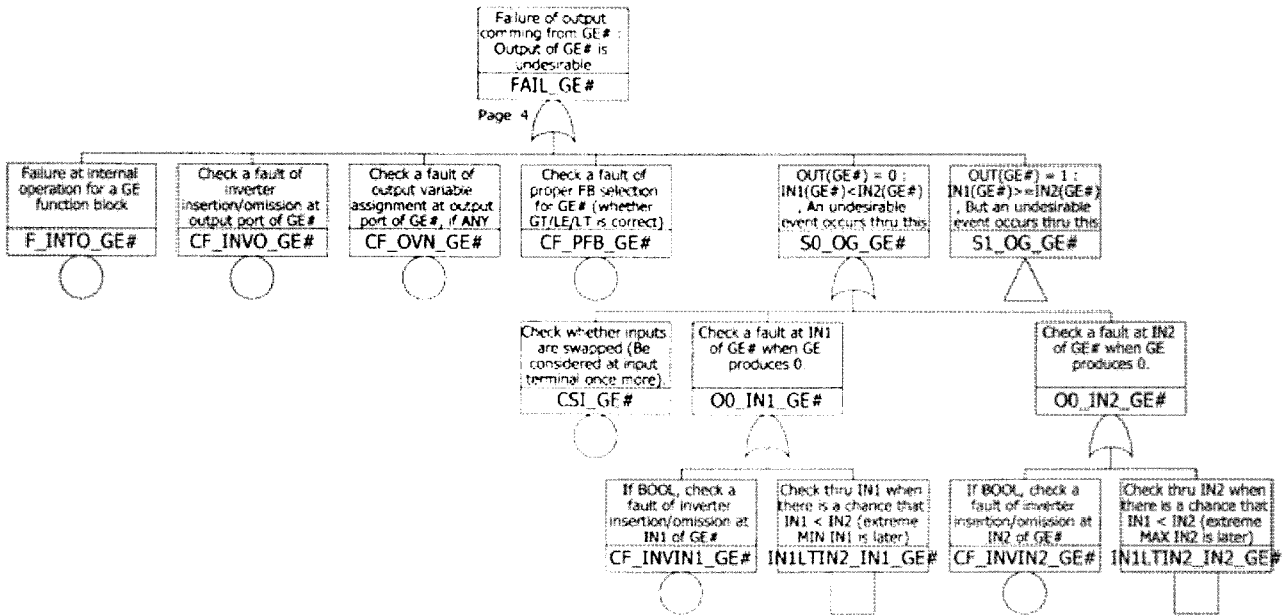 Failure of output
comming from GE# :
Output of GE# is
undesirable
FAIL_GE#
Page 4
Failure at internal
operation for a GE
function block
F_INTO_GE#
Check a fault of
inverter
insertion/omission at
output port of GE#
CF_INVO_GE#
Check a fault of
output variable
assignment at output
port of GE#, if ANY
CF_OVN_GE#
Check a fault of
proper FB selection
for GE# (whether
GT/LE/LT is correct)
CF_PFB_GE#
OUT(GE#) = 0 :
IN1(GE#)<IN2(GE#)
, An undesirable
event occurs thru this
S0_OG_GE#
OUT(GE#) = 1 :
IN1(GE#)>=IN2(GE#)
, But an undesirable
event occurs thru this
S1_OG_GE#
Check whether inputs
are swapped (Be
considered at input
terminal once more).
CSI_GE#
Check a fault at IN1
of GE# when GE
produces 0.
O0_IN1_GE#
Check a fault at IN2
of GE# when GE
produces 0.
O0_IN2_GE#
If BOOL, check a
fault of inverter
insertion/omission at
IN1 of GE#
CF_INVIN1_GE#
Check thru IN1 when
there is a chance that
IN1 < IN2 (extreme
MIN IN1 is later)
IN1LTIN2_IN1_GE#
If BOOL, check a
fault of inverter
insertion/omission at
IN2 of GE#
CF_INVIN2_GE#
Check thru IN2 when
there is a chance that
IN1 < IN2 (extreme
MAX IN2 is later)
IN1LTIN2_IN2_GE#